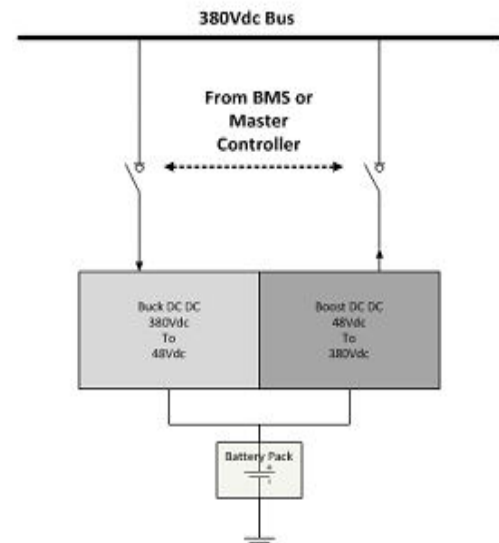 380Vdc Bus
From BMS or
Master
Controller
Buck DC DC
380Vdc
To
48Vdc
Boost DC DC
48Vdc
To
380Vdc
Battery Pack